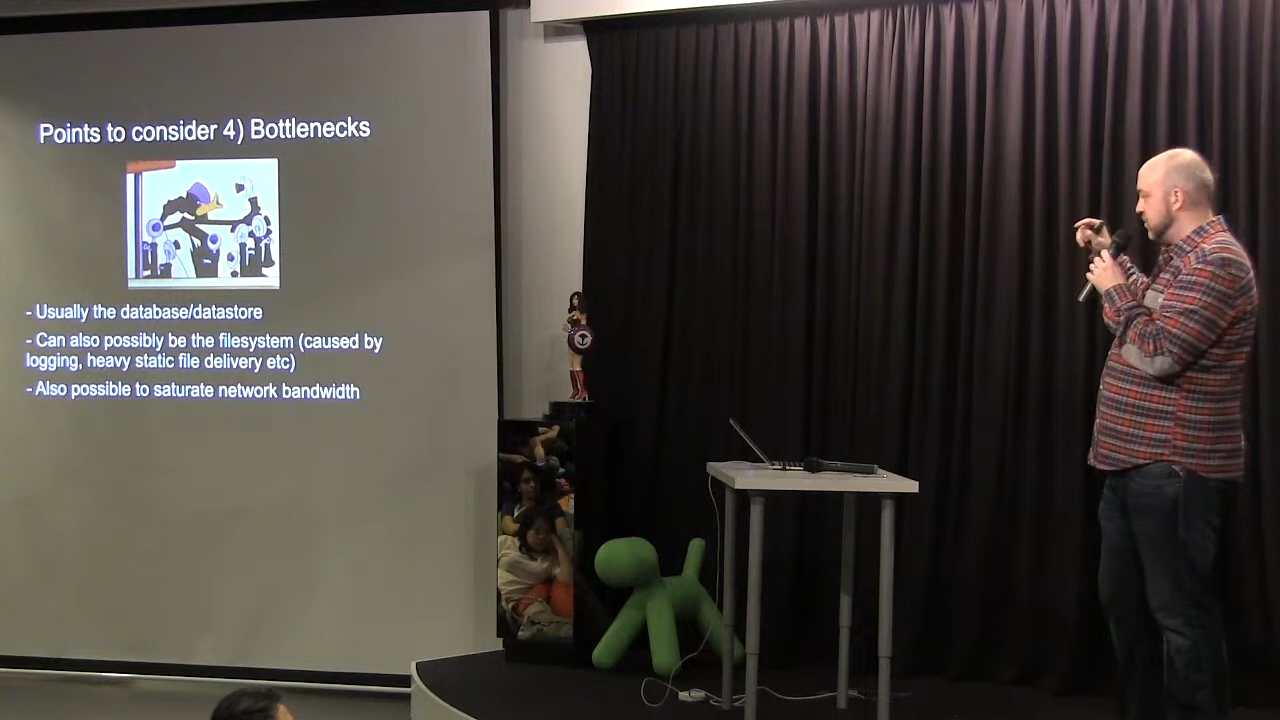 Points to consider 4) Bottlenecks
- Usually the database/datastore
- Can also possibly be the filesystem (caused by
logging, heavy static file delivery etc)
- Also possible to saturate network bandwidth